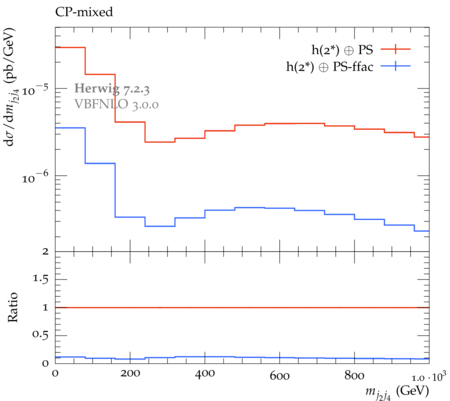 CP-mixed
h(2*) ⊕ PS
h(2*) ⊕ PS-ffac
Herwig 7.2.3
VBFNLO 3.0.0
dσ/dm_{j2j4} (pb/GeV)
10^{-5}
10^{-6}
2
1.5
1
0.5
0
Ratio
0 200 400 600 800 1.0 · 10^3
m_{j2j4} (GeV)